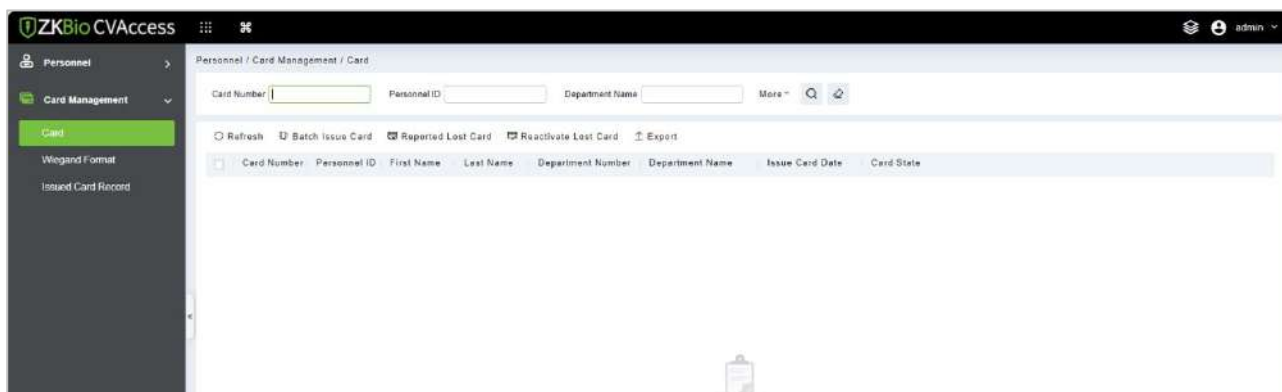 ZKBio CVAccess
admin
Personnel
Card Management
Card
Wiegand Format
Issued Card Record
Personnel / Card Management / Card
Card Number Personnel ID Department Name More
Refresh Batch Issue Card Reported Lost Card Reactivate Lost Card Export
Card Number Personnel ID First Name Last Name Department Number Department Name Issue Card Date Card State